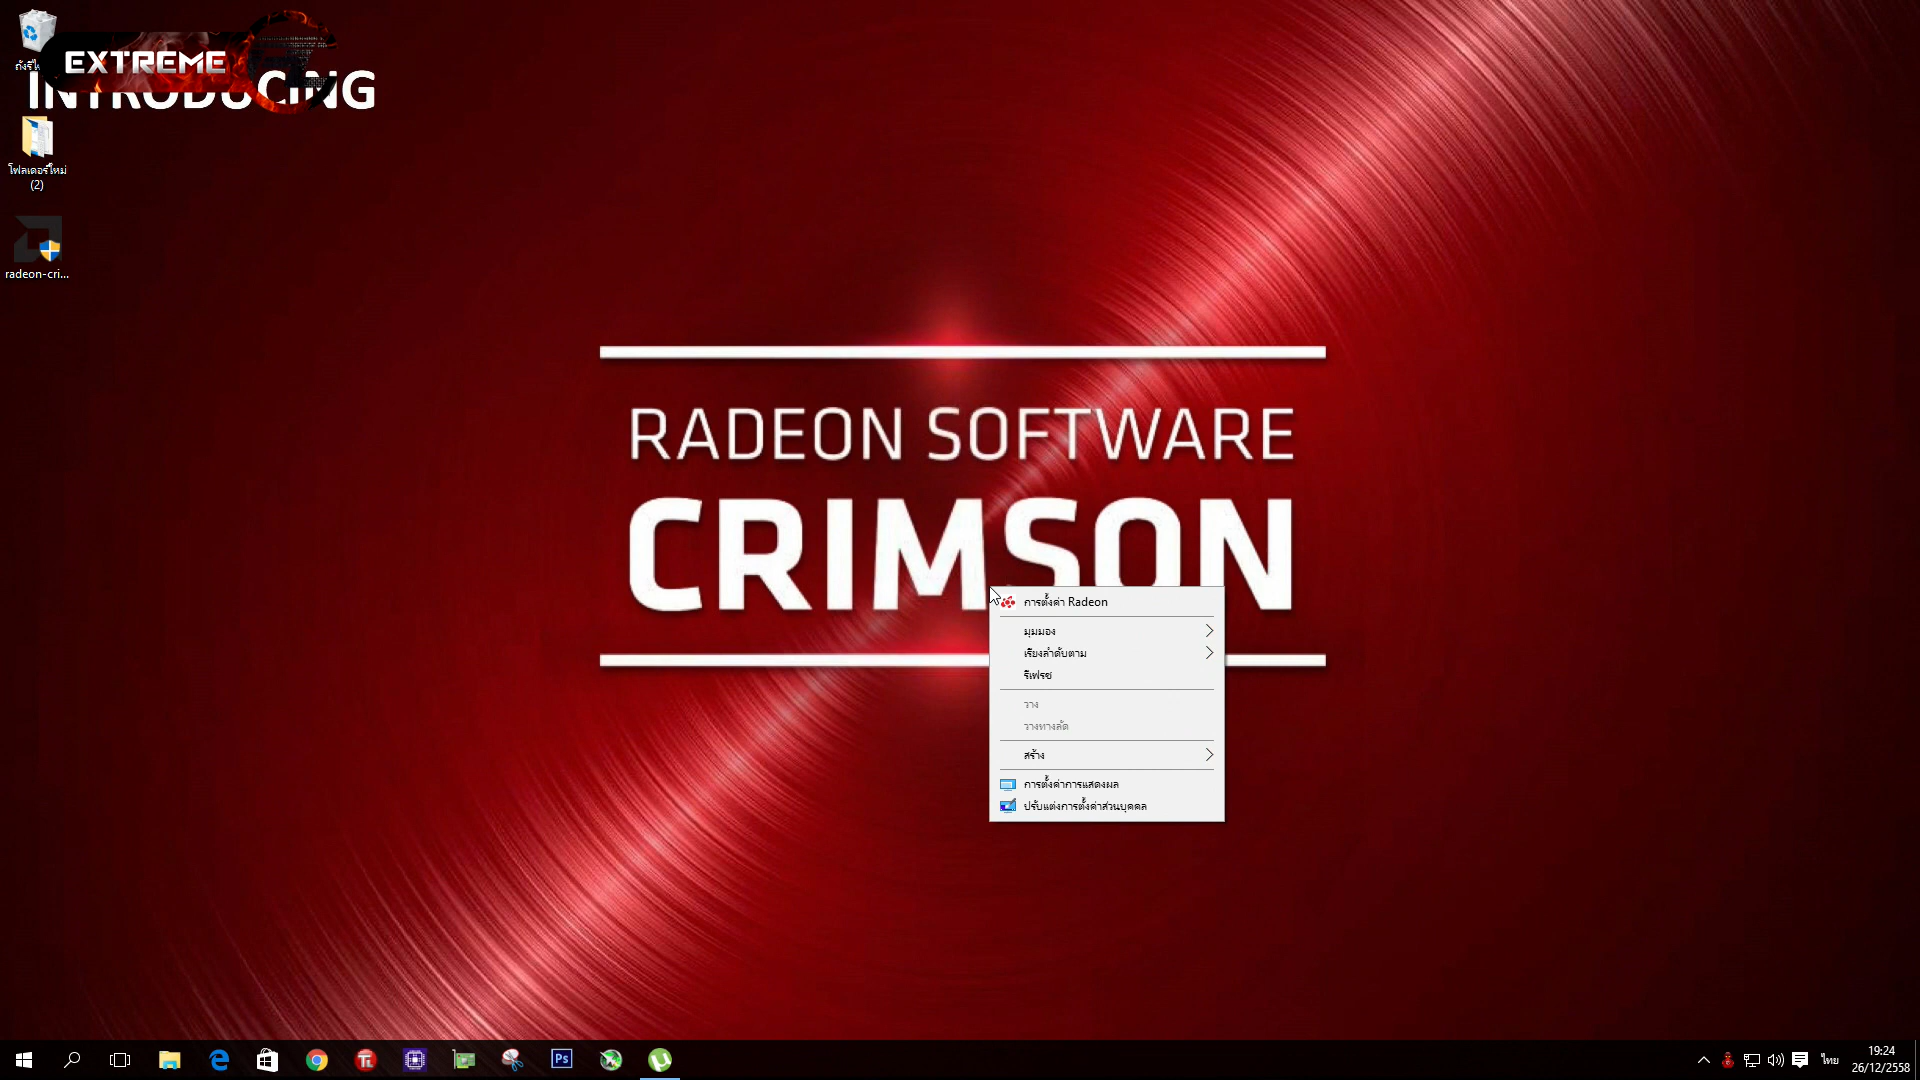 EXTREME
INTRODUCING
โฟลเดอร์ใหม่
(2)
radeon-cri...
RADEON SOFTWARE
CRIMSON
การตั้งค่า Radeon
มุมมอง
เรียงลำดับตาม
รีเฟรช
วาง
วางทางลัด
สร้าง
การตั้งค่าการแสดงผล
ปรับแต่งการตั้งค่าส่วนบุคคล
Ps
ไทย
19:24
26/12/2558